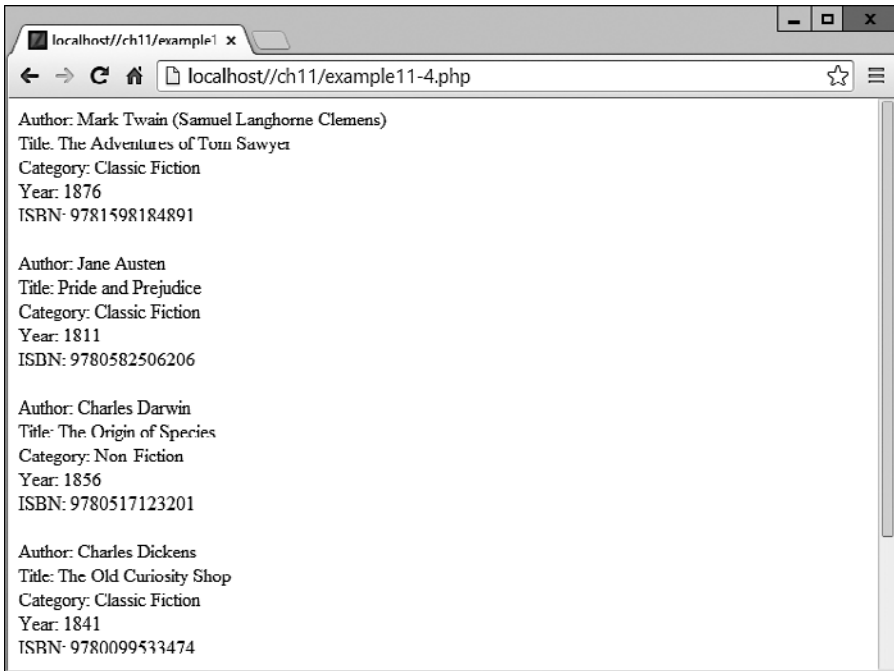 localhost//ch11/example1 x
localhost//ch11/example11-4.php
Author: Mark Twain (Samuel Langhorne Clemens)
Title: The Adventures of Tom Sawyer
Category: Classic Fiction
Year: 1876
ISBN: 9781598184891
Author: Jane Austen
Title: Pride and Prejudice
Category: Classic Fiction
Year: 1811
ISBN: 9780582506206
Author: Charles Darwin
Title: The Origin of Species
Category: Non Fiction
Year: 1856
ISBN: 9780517123201
Author: Charles Dickens
Title: The Old Curiosity Shop
Category: Classic Fiction
Year: 1841
ISBN: 9780099533474